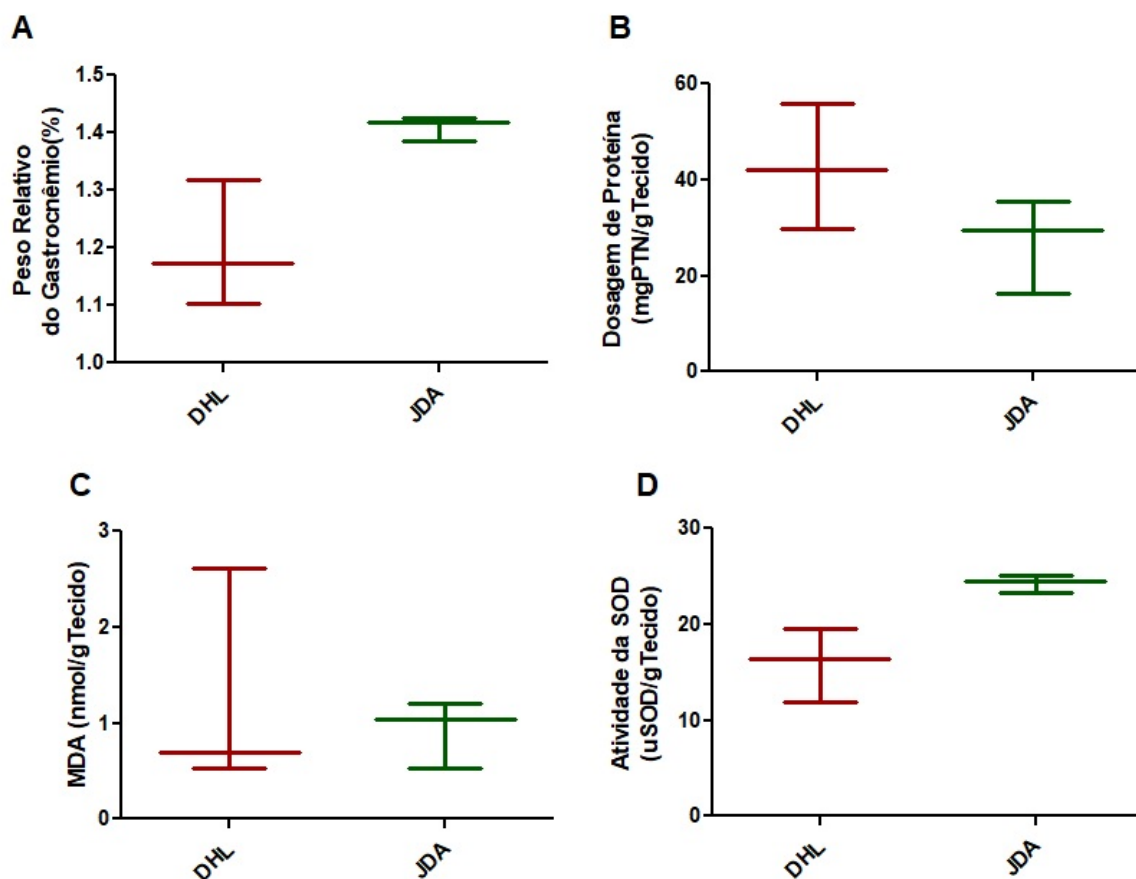 A
Peso Relativo
do Gastrocnêmio(%)
1.5
1.4
1.3
1.2
1.1
1.0
DHL
JDA
B
Dosagem de Proteína
(mgPTN/gTecido)
60
40
20
0
DHL
JDA
C
MDA (nmol/gTecido)
3
2
1
0
DHL
JDA
D
Atividade da SOD
(uSOD/gTecido)
30
20
10
0
DHL
JDA